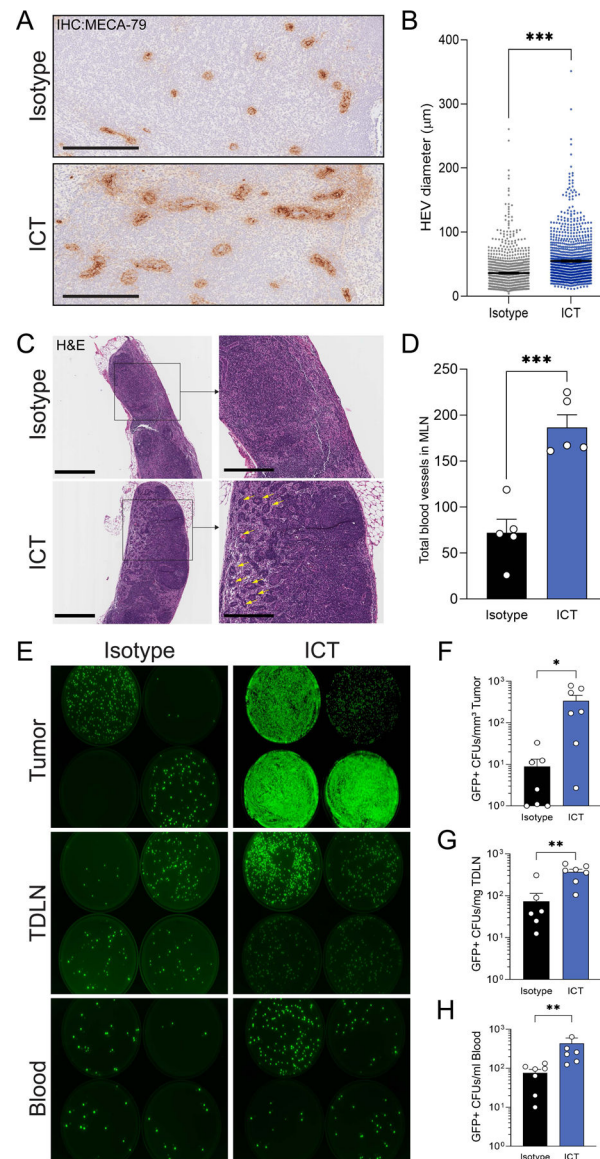 A
IHC:MECA-79
Isotype
ICT
B
***
HEV diameter (μm)
400
300
200
100
0
Isotype
ICT
C
H&E
Isotype
ICT
D
***
Total blood vessels in MLN
250
200
150
100
50
0
Isotype
ICT
E
Isotype
ICT
Tumor
TDLN
Blood
F
*
GFP+ CFUs/mm³ Tumor
10³
10²
10¹
10⁰
Isotype
ICT
G
**
GFP+ CFUs/mg TDLN
10³
10²
10¹
10⁰
Isotype
ICT
H
**
GFP+ CFUs/ml Blood
10³
10²
10¹
10⁰
Isotype
ICT